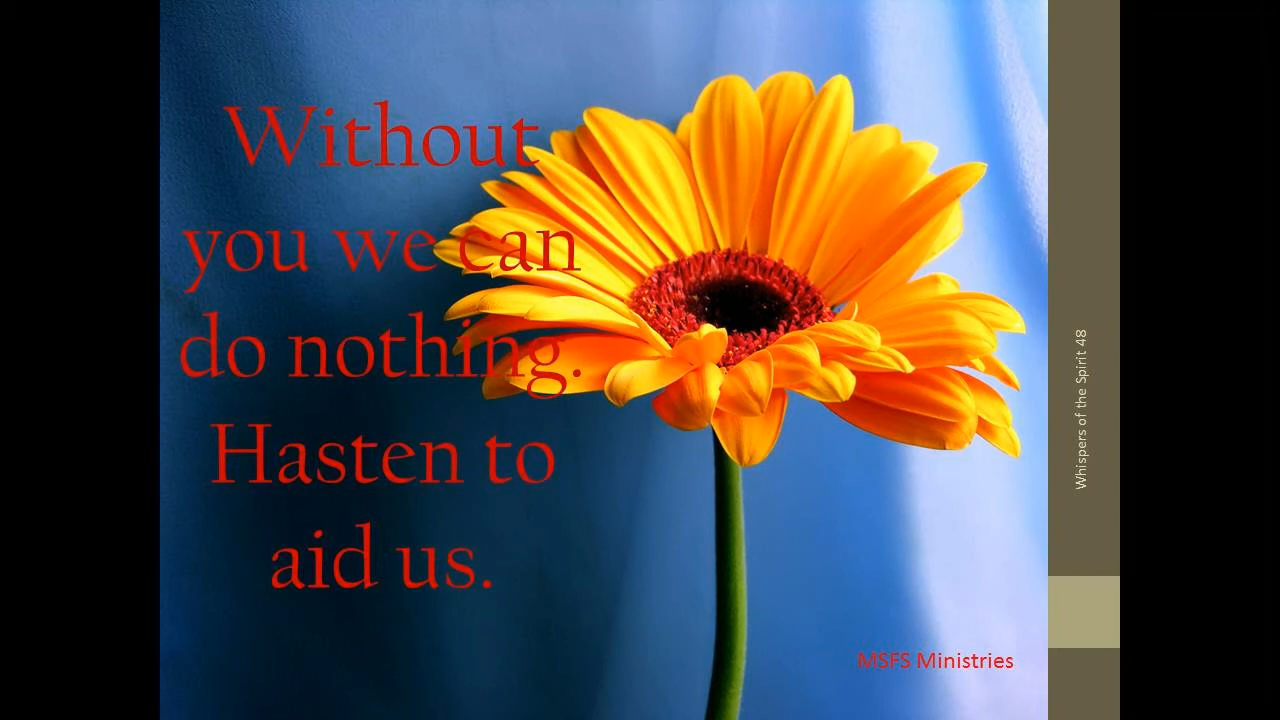 Without
you we can
do nothing.
Hasten to
aid us.
MSFS Ministries
Whispers of the Spirit 48